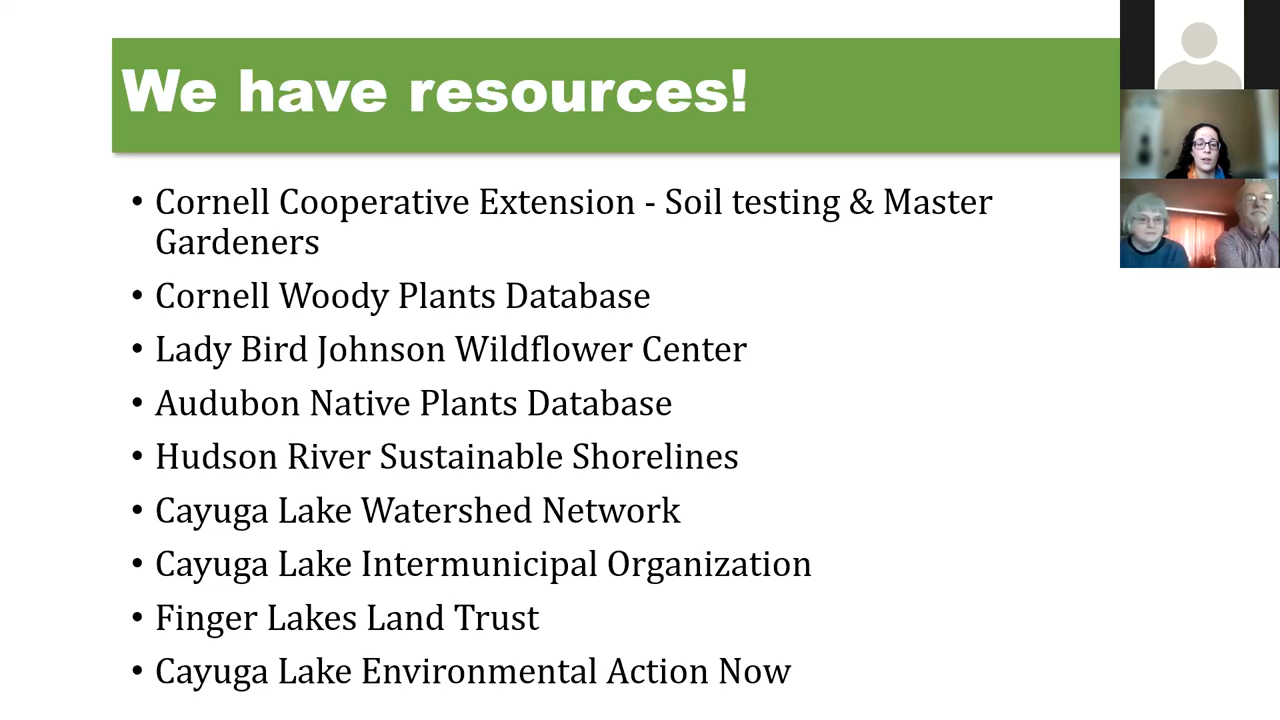 We have resources!
• Cornell Cooperative Extension - Soil testing & Master
Gardeners
• Cornell Woody Plants Database
• Lady Bird Johnson Wildflower Center
• Audubon Native Plants Database
• Hudson River Sustainable Shorelines
• Cayuga Lake Watershed Network
• Cayuga Lake Intermunicipal Organization
• Finger Lakes Land Trust
• Cayuga Lake Environmental Action Now